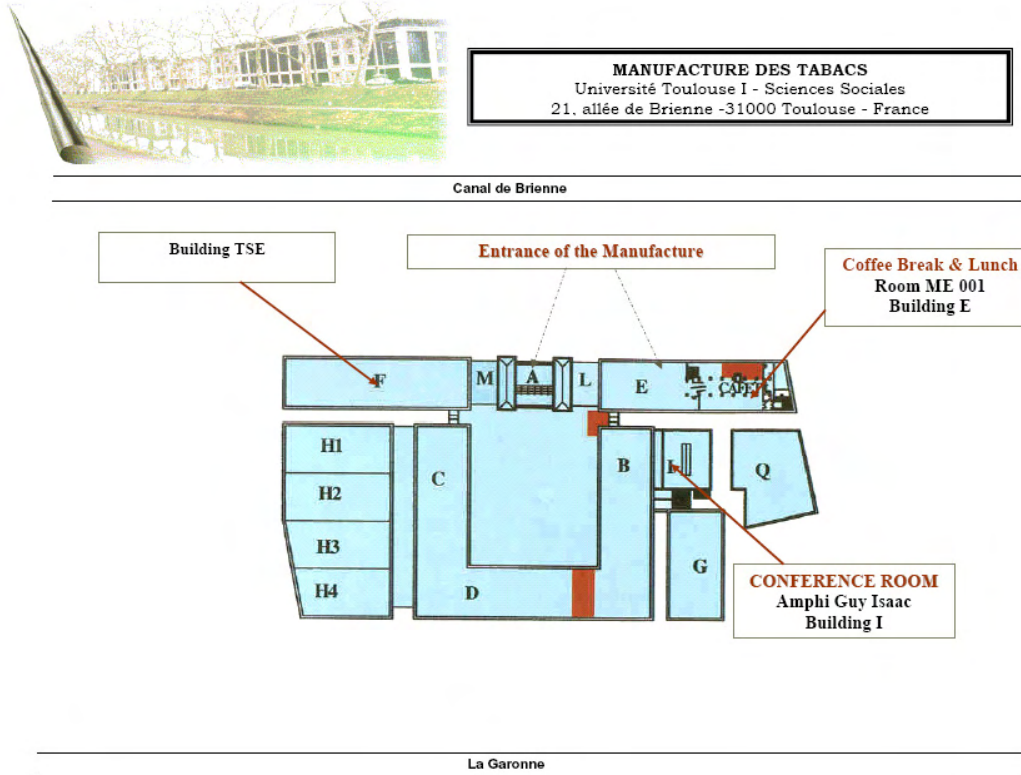 MANUFACTURE DES TABACS
Université Toulouse I - Sciences Sociales
21, allée de Brienne -31000 Toulouse - France
Canal de Brienne
Building TSE
Entrance of the Manufacture
Coffee Break & Lunch
Room ME 001
Building E
F
M
A
L
E
CAFET
H1
H2
H3
H4
C
B
I
Q
D
G
CONFERENCE ROOM
Amphi Guy Isaac
Building I
La Garonne